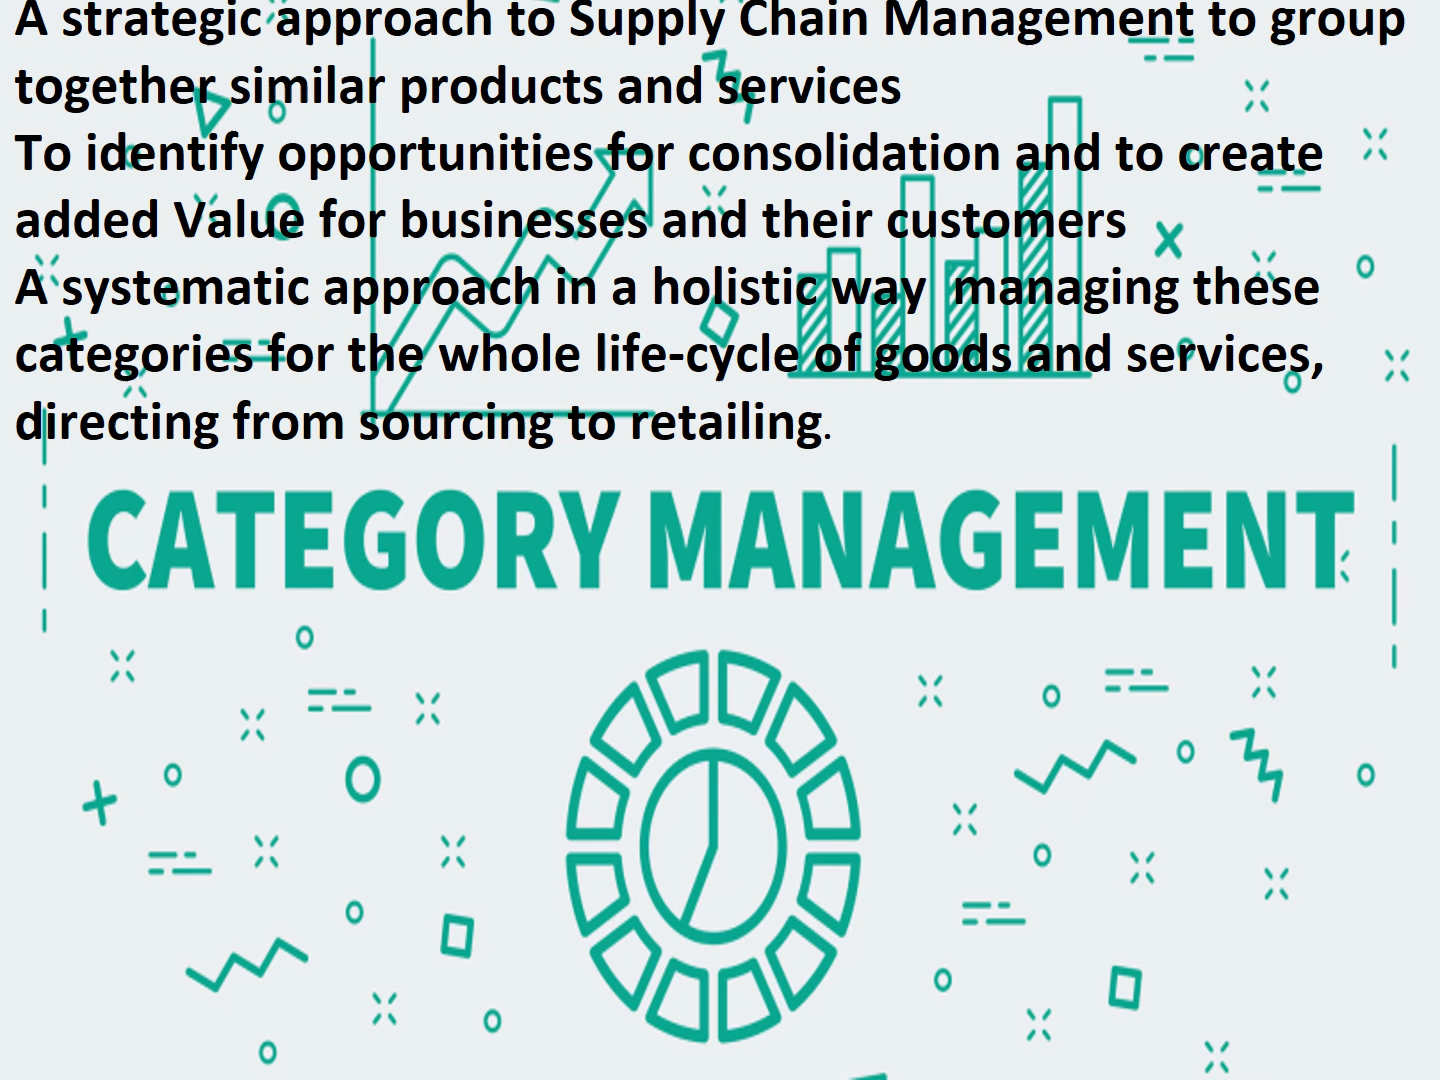 A strategic approach to Supply Chain Management to group
together similar products and services
To identify opportunities for consolidation and to create
added Value for businesses and their customers
A systematic approach in a holistic way  managing these
categories for the whole life-cycle of goods and services,
directing from sourcing to retailing.
CATEGORY MANAGEMENT